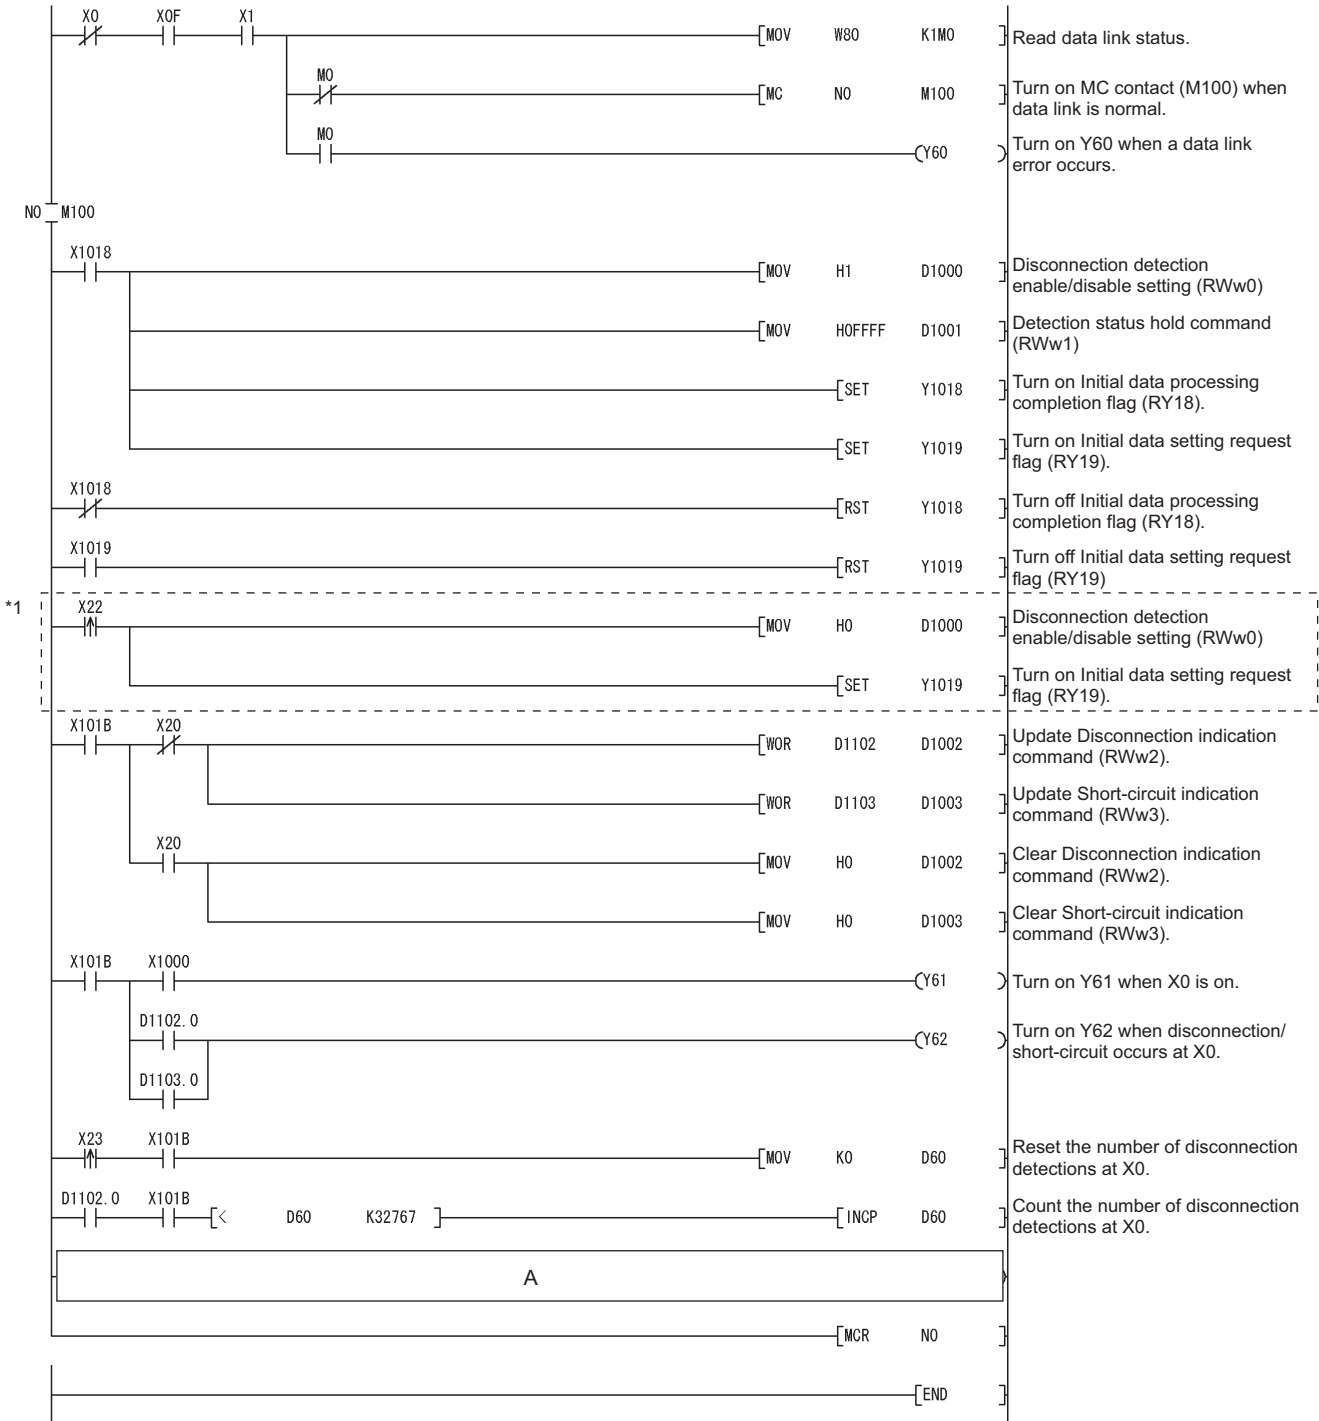 X0 X0F X1
MOV W80 K1M0 Read data link status.
M0
MC N0 M100 Turn on MC contact (M100) when
data link is normal.
M0
Y60 Turn on Y60 when a data link
error occurs.
N0 M100
X1018
MOV H1 D1000 Disconnection detection
enable/disable setting (RWw0)
MOV H0FFFF D1001 Detection status hold command
(RWw1)
SET Y1018 Turn on Initial data processing
completion flag (RY18).
SET Y1019 Turn on Initial data setting request
flag (RY19).
X1018
RST Y1018 Turn off Initial data processing
completion flag (RY18).
X1019
RST Y1019 Turn off Initial data setting request
flag (RY19)
*1
X22
MOV H0 D1000 Disconnection detection
enable/disable setting (RWw0)
SET Y1019 Turn on Initial data setting request
flag (RY19).
X101B X20
WOR D1102 D1002 Update Disconnection indication
command (RWw2).
WOR D1103 D1003 Update Short-circuit indication
command (RWw3).
X20
MOV H0 D1002 Clear Disconnection indication
command (RWw2).
MOV H0 D1003 Clear Short-circuit indication
command (RWw3).
X101B X1000
Y61 Turn on Y61 when X0 is on.
D1102.0
Y62 Turn on Y62 when disconnection/
short-circuit occurs at X0.
D1103.0
X23 X101B
MOV K0 D60 Reset the number of disconnection
detections at X0.
D1102.0 X101B
< D60 K32767 INCP D60 Count the number of disconnection
detections at X0.
A
MCR N0
END